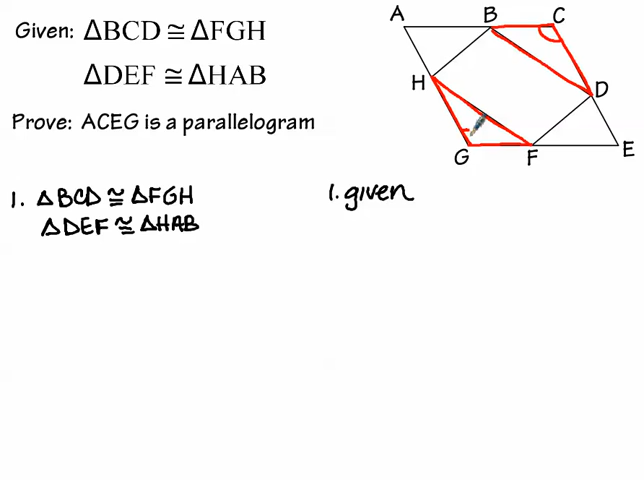 Given: ΔBCD ≅ ΔFGH
ΔDEF ≅ ΔHAB
Prove: ACEG is a parallelogram
A B C
H D
G F E
1. ΔBCD ≅ ΔFGH 1. given
ΔDEF ≅ ΔHAB